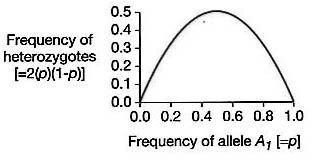 Frequency of
heterozygotes
[=2(p)(1-p)]
0.5
0.4
0.3
0.2
0.1
0.0
0.0 0.2 0.4 0.6 0.8 1.0
Frequency of allele A₁ [=p]